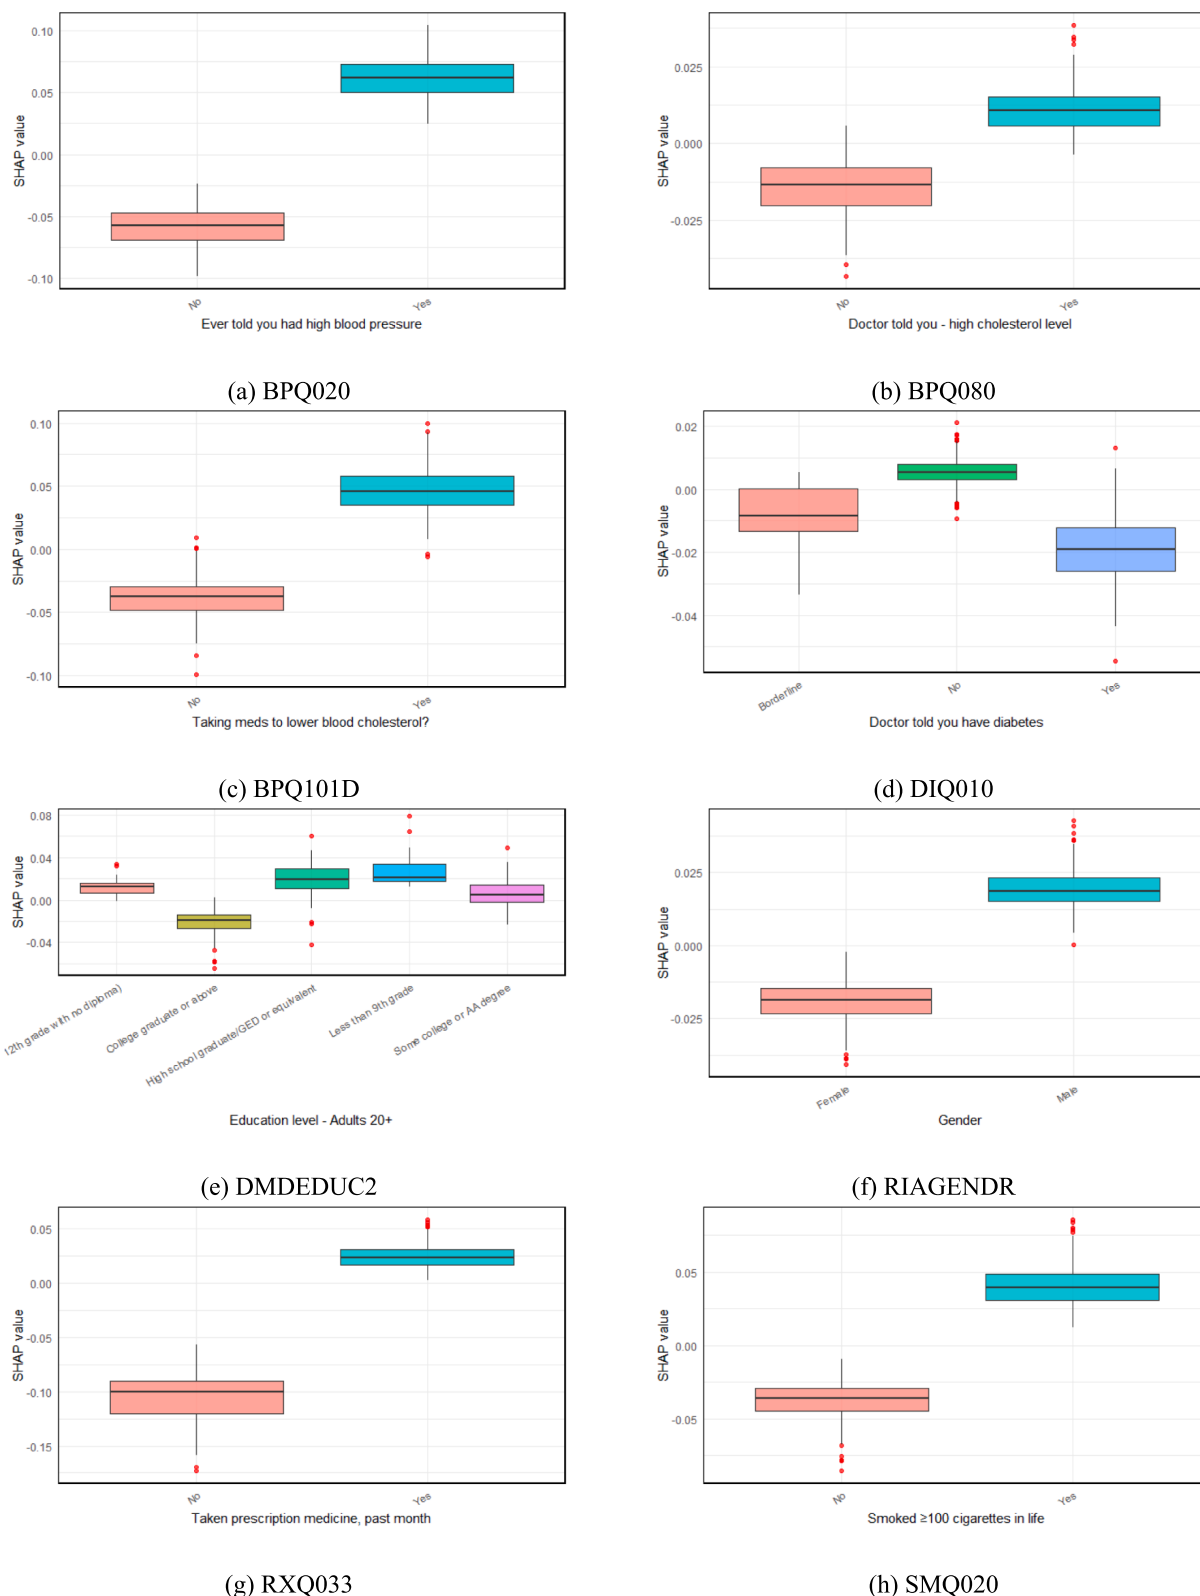 0.10
0.05
0.00
-0.05
-0.10
SHAP value
No
Yes
Ever told you had high blood pressure
(a) BPQ020
0.025
0.000
-0.025
SHAP value
No
Yes
Doctor told you - high cholesterol level
(b) BPQ080
0.10
0.05
0.00
-0.05
-0.10
SHAP value
No
Yes
Taking meds to lower blood cholesterol?
(c) BPQ101D
0.02
0.00
-0.02
-0.04
SHAP value
Borderline
No
Yes
Doctor told you have diabetes
(d) DIQ010
0.08
0.04
0.00
-0.04
SHAP value
12th grade with no diploma)
College graduate or above
High school graduate/GED or equivalent
Less than 9th grade
Some college or AA degree
Education level - Adults 20+
(e) DMDEDUC2
0.025
0.000
-0.025
SHAP value
Female
Male
Gender
(f) RIAGENDR
0.05
0.00
-0.05
-0.10
-0.15
SHAP value
No
Yes
Taken prescription medicine, past month
(g) RXQ033
0.05
0.00
-0.05
SHAP value
No
Yes
Smoked ≥100 cigarettes in life
(h) SMQ020